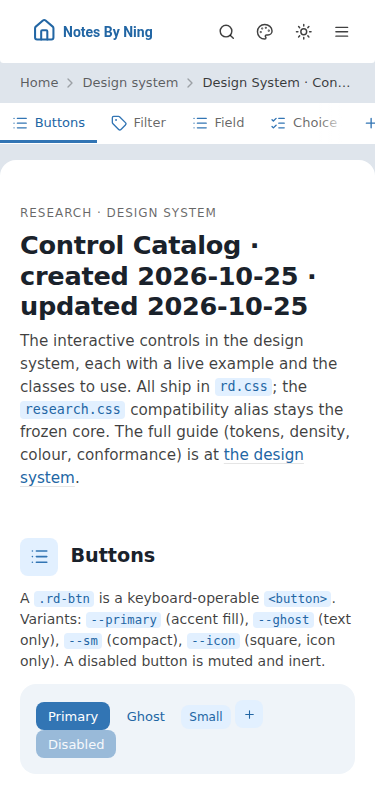 Notes By Ning
Home > Design system > Design System · Con…
Buttons Filter Field Choice
RESEARCH · DESIGN SYSTEM
Control Catalog ·
created 2026-10-25 ·
updated 2026-10-25
The interactive controls in the design
system, each with a live example and the
classes to use. All ship in rd.css; the
research.css compatibility alias stays the
frozen core. The full guide (tokens, density,
colour, conformance) is at the design
system.
Buttons
A .rd-btn is a keyboard-operable <button>.
Variants: --primary (accent fill), --ghost (text
only), --sm (compact), --icon (square, icon
only). A disabled button is muted and inert.
Primary Ghost Small +
Disabled